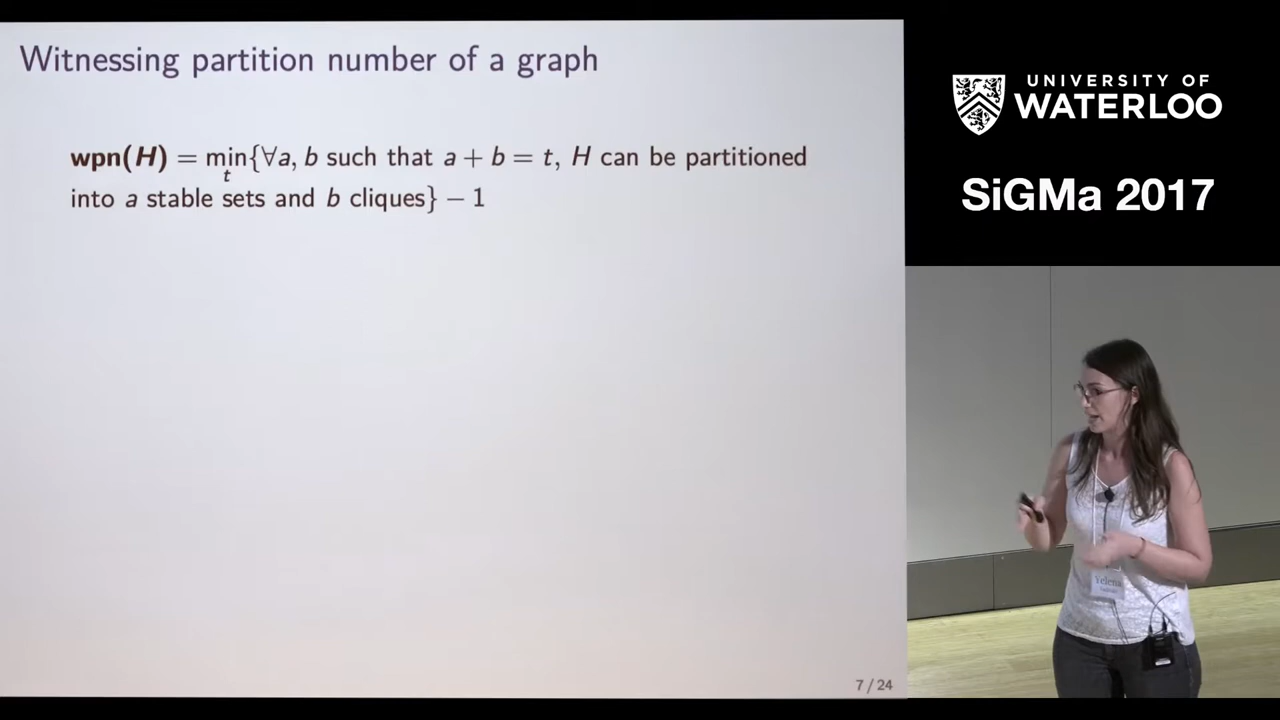 Witnessing partition number of a graph
wpn(H) = min{∀a, b such that a + b = t, H can be partitioned
t
into a stable sets and b cliques} − 1
7 / 24
UNIVERSITY OF
WATERLOO
SiGMa 2017
Yelena